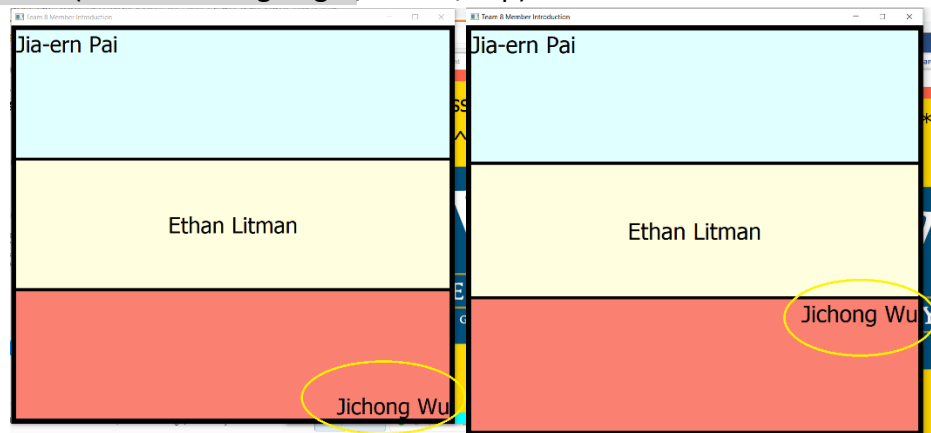 Team 8 Member Introduction
Jia-ern Pai
Ethan Litman
Jichong Wu
Team 8 Member Introduction
Jia-ern Pai
Ethan Litman
Jichong Wu